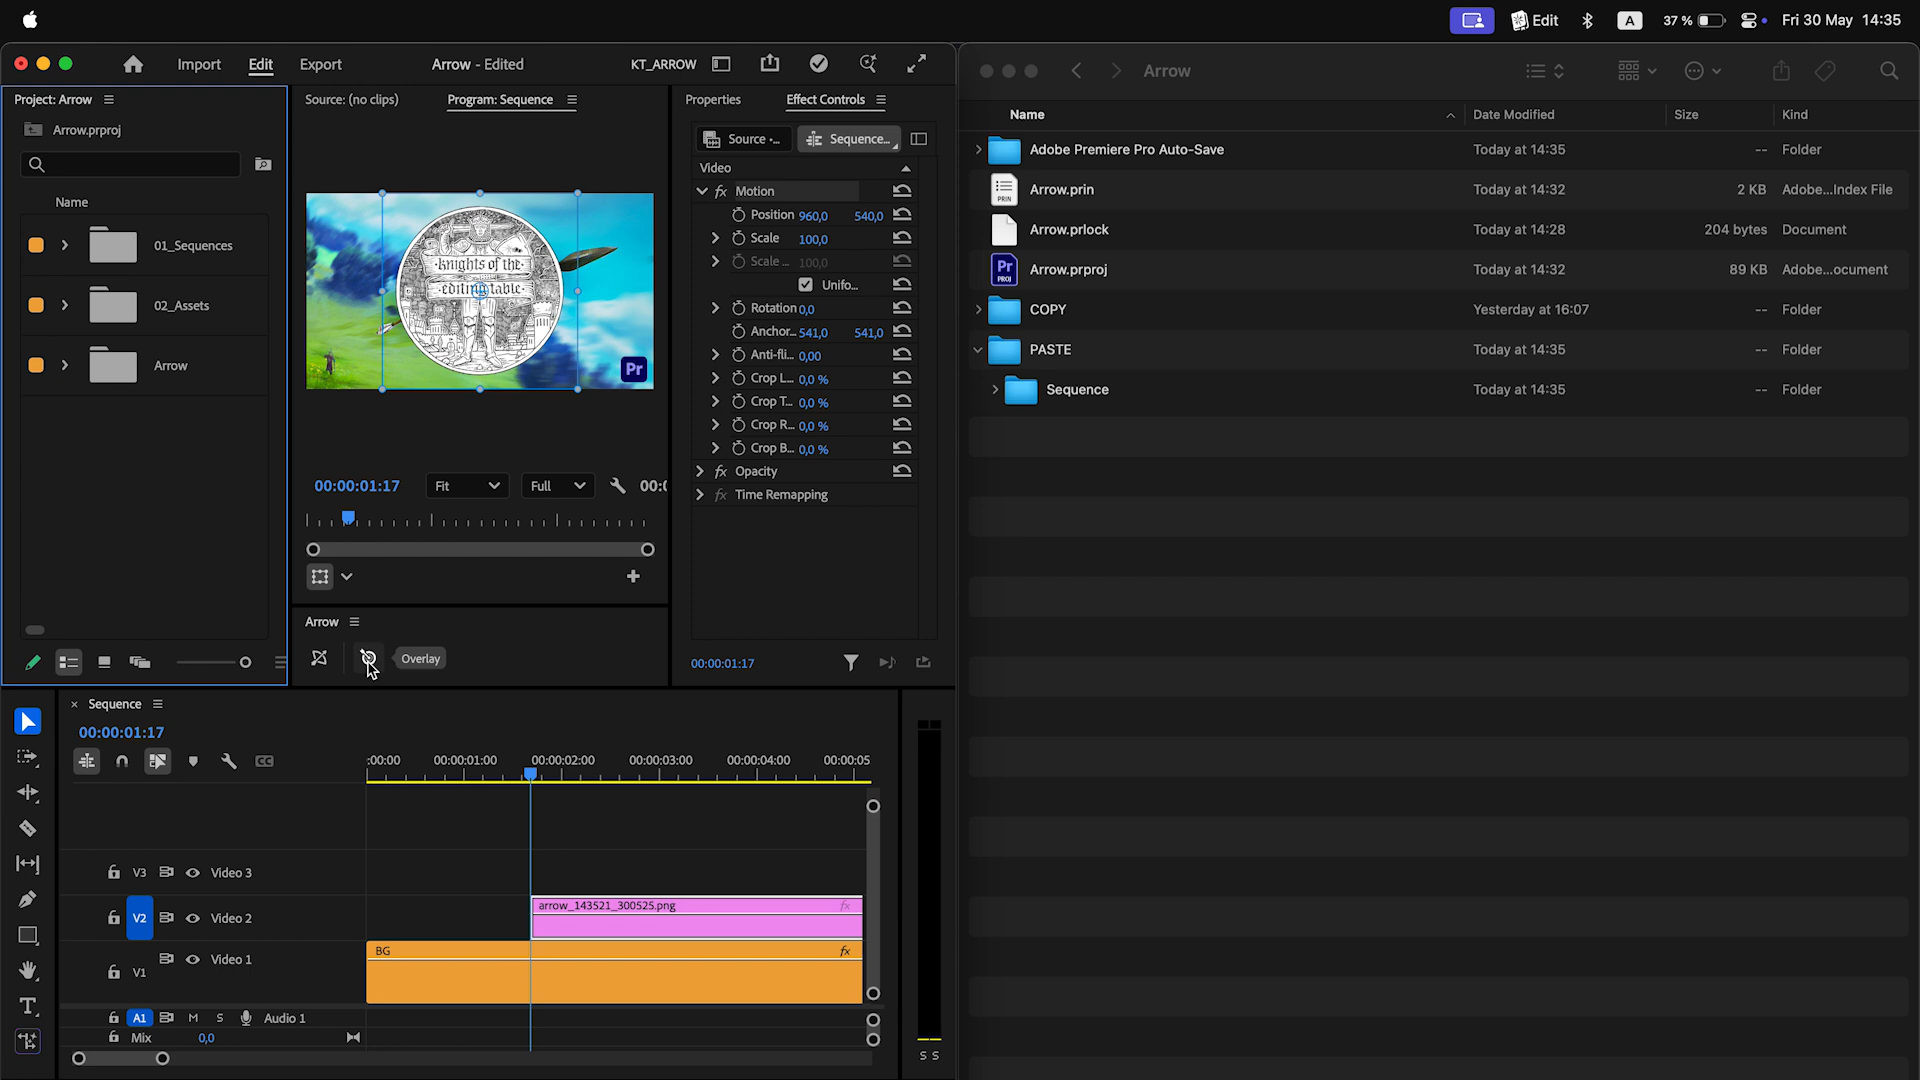 Edit
A
37 %
Fri 30 May 14:35
Import
Edit
Export
Arrow - Edited
KT_ARROW
Arrow
Project: Arrow
Source: (no clips)
Program: Sequence
Properties
Effect Controls
Name
Date Modified
Size
Kind
Arrow.prproj
Source -...
Sequence...
Adobe Premiere Pro Auto-Save
Today at 14:35
--
Folder
Video
Motion
Arrow.prin
Today at 14:32
2 KB
Adobe...Index File
PRIN
Name
Position 960,0 540,0
Arrow.prlock
Today at 14:28
204 bytes
Document
01_Sequences
Scale 100,0
Scale ... 100,0
Arrow.prproj
Today at 14:32
89 KB
Adobe...ocument
Pr
PROJ
knights of the
editing table
Unifo...
02_Assets
Rotation 0,0
COPY
Yesterday at 16:07
--
Folder
Anchor... 541,0 541,0
Anti-fli... 0,00
PASTE
Today at 14:35
--
Folder
Arrow
Pr
Crop L... 0,0 %
Sequence
Today at 14:35
--
Folder
Crop T... 0,0 %
Crop R... 0,0 %
Crop B... 0,0 %
Opacity
Time Remapping
00:00:01:17
Fit
Full
00:0
Arrow
Overlay
00:00:01:17
Sequence
00:00:01:17
:00:00
00:00:01:00
00:00:02:00
00:00:03:00
00:00:04:00
00:00:05
CC
V3
Video 3
V2
Video 2
arrow_143521_300525.png
fx
V1
Video 1
BG
fx
A1
M
S
Audio 1
Mix
0,0
S S